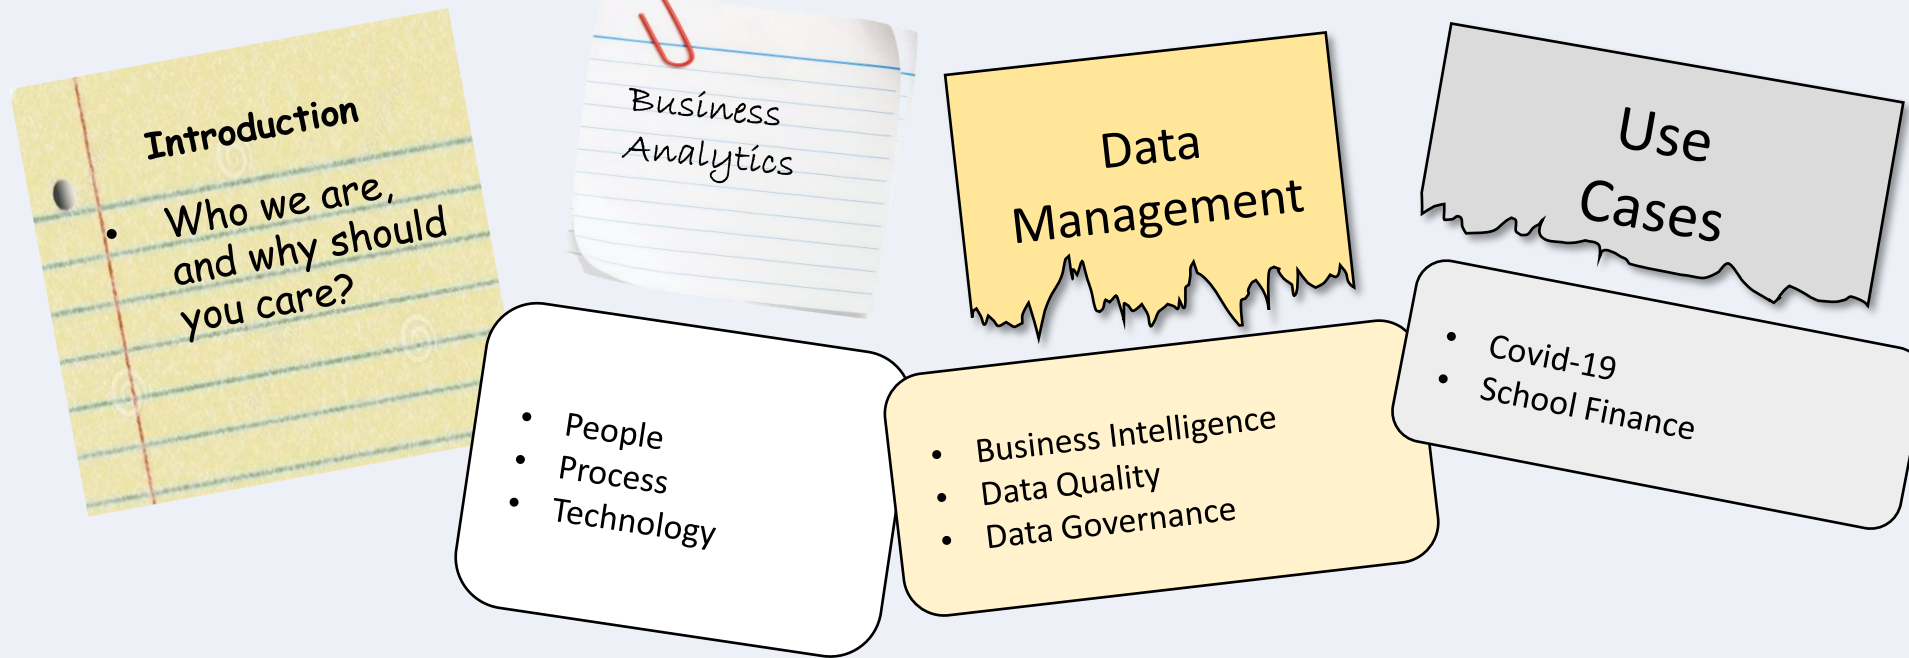 Introduction
• Who we are,
and why should
you care?
Business
Analytics
• People
• Process
• Technology
Data
Management
• Business Intelligence
• Data Quality
• Data Governance
Use
Cases
• Covid-19
• School Finance